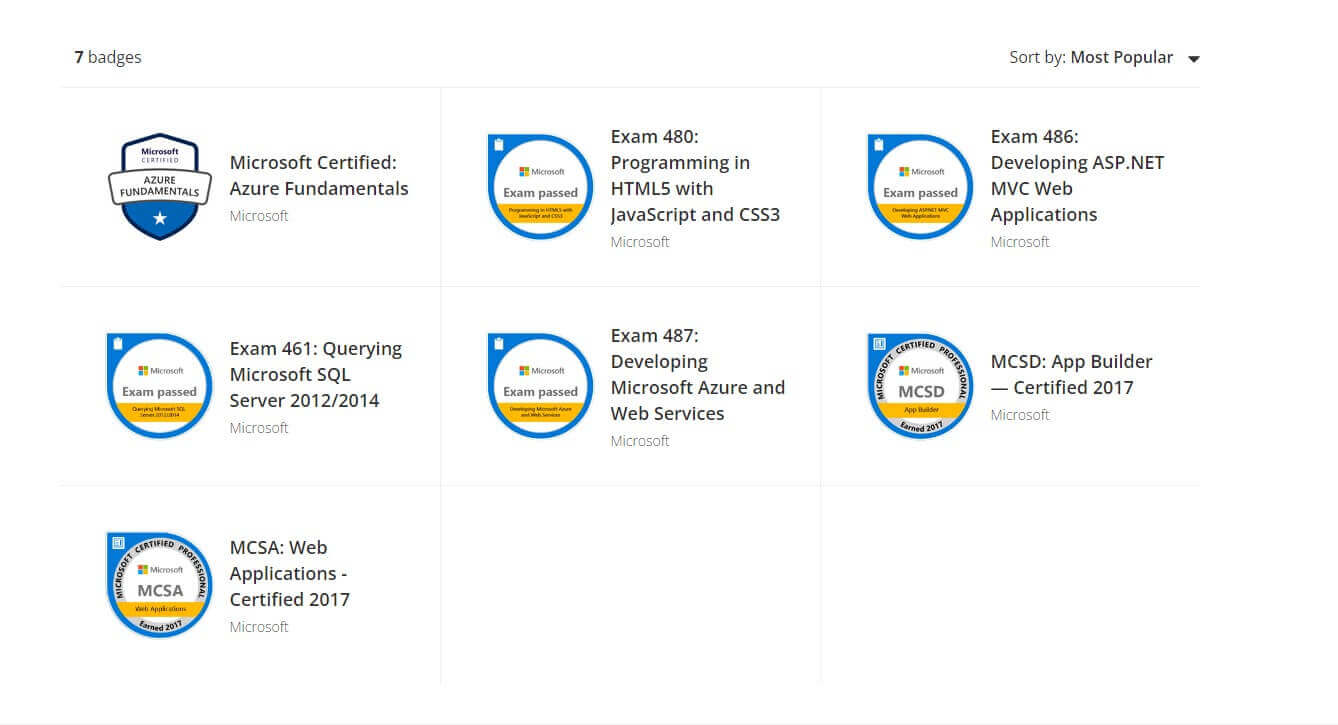 7 badges
Sort by: Most Popular
Microsoft
CERTIFIED
AZURE
FUNDAMENTALS
Microsoft Certified:
Azure Fundamentals
Microsoft
Microsoft
Exam passed
Programming in HTML5 with
JavaScript and CSS3
Exam 480:
Programming in
HTML5 with
JavaScript and CSS3
Microsoft
Microsoft
Exam passed
Developing ASP.NET MVC
Web Applications
Exam 486:
Developing ASP.NET
MVC Web
Applications
Microsoft
Microsoft
Exam passed
Querying Microsoft SQL
Server 2012/2014
Exam 461: Querying
Microsoft SQL
Server 2012/2014
Microsoft
Microsoft
Exam passed
Developing Microsoft Azure
and Web Services
Exam 487:
Developing
Microsoft Azure and
Web Services
Microsoft
MICROSOFT CERTIFIED PROFESSIONAL
Microsoft
MCSD
App Builder
Earned 2017
MCSD: App Builder
— Certified 2017
Microsoft
MICROSOFT CERTIFIED PROFESSIONAL
Microsoft
MCSA
Web Applications
Earned 2017
MCSA: Web
Applications -
Certified 2017
Microsoft